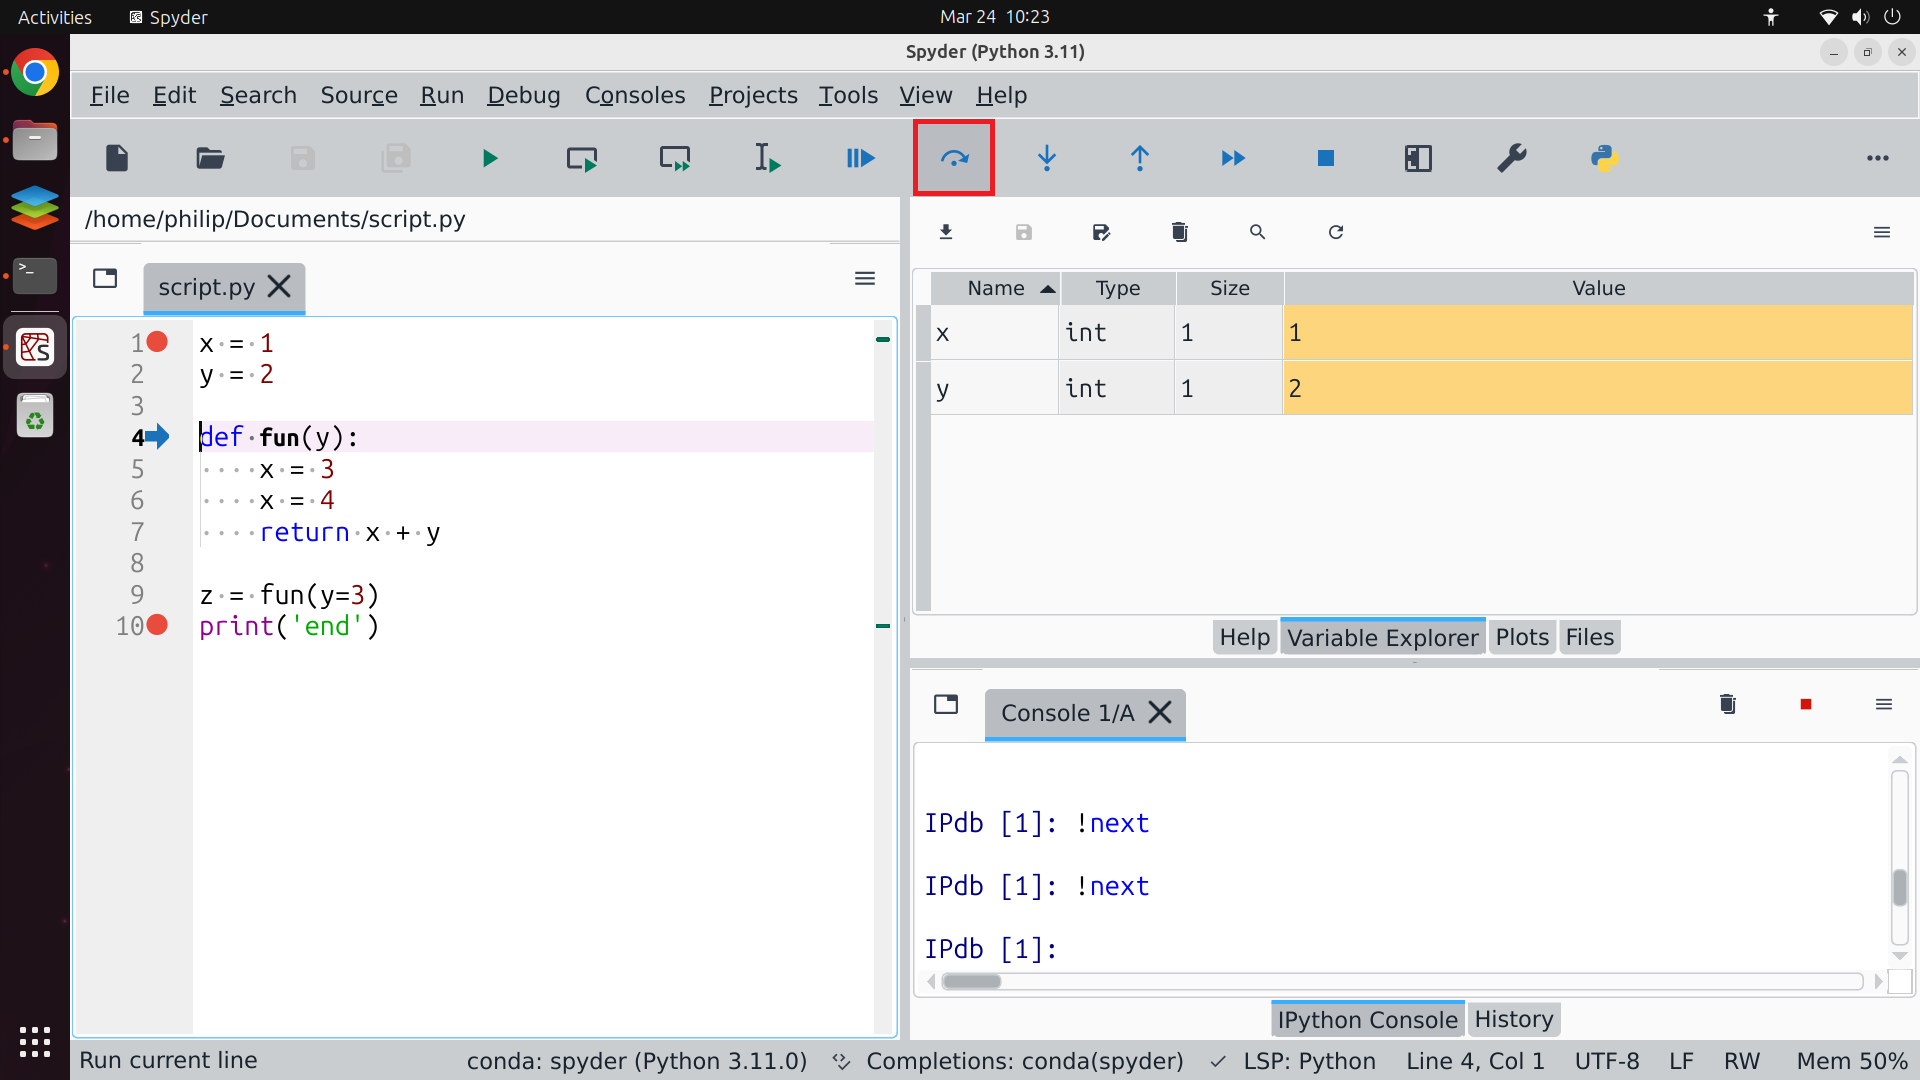 Activities Spyder Mar 24 10:23
Spyder (Python 3.11)
File Edit Search Source Run Debug Consoles Projects Tools View Help
/home/philip/Documents/script.py
script.py
1 x = 1
2 y = 2
3
4 def fun(y):
5 x = 3
6 x = 4
7 return x + y
8
9 z = fun(y=3)
10 print('end')
Name Type Size Value
x int 1 1
y int 1 2
Help Variable Explorer Plots Files
Console 1/A
IPdb [1]: !next
IPdb [1]: !next
IPdb [1]:
IPython Console History
Run current line conda: spyder (Python 3.11.0) Completions: conda(spyder) LSP: Python Line 4, Col 1 UTF-8 LF RW Mem 50%